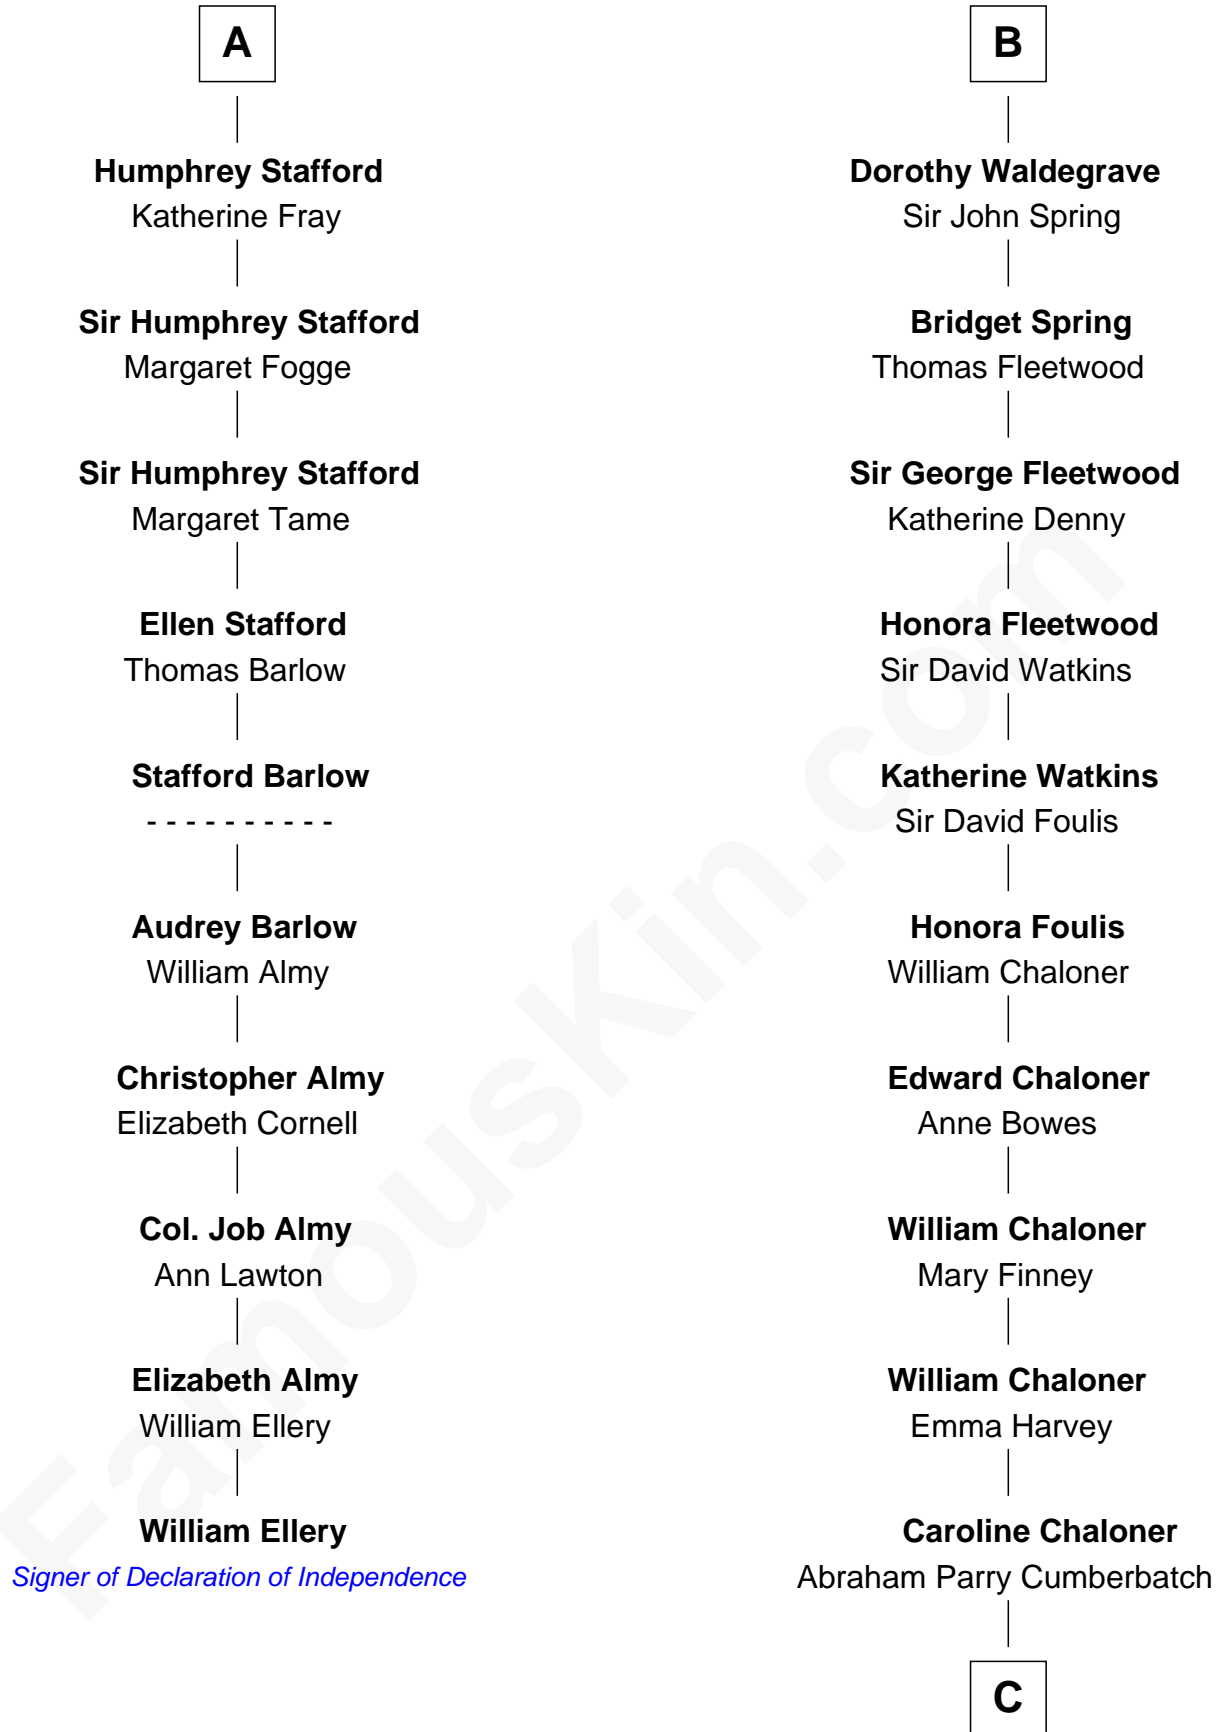 A
Humphrey Stafford
Katherine Fray
Sir Humphrey Stafford
Margaret Fogge
Sir Humphrey Stafford
Margaret Tame
Ellen Stafford
Thomas Barlow
Stafford Barlow
- - - - - - - - - -
Audrey Barlow
William Almy
Christopher Almy
Elizabeth Cornell
Col. Job Almy
Ann Lawton
Elizabeth Almy
William Ellery
William Ellery
Signer of Declaration of Independence
B
Dorothy Waldegrave
Sir John Spring
Bridget Spring
Thomas Fleetwood
Sir George Fleetwood
Katherine Denny
Honora Fleetwood
Sir David Watkins
Katherine Watkins
Sir David Foulis
Honora Foulis
William Chaloner
Edward Chaloner
Anne Bowes
William Chaloner
Mary Finney
William Chaloner
Emma Harvey
Caroline Chaloner
Abraham Parry Cumberbatch
C
FamousKin.com